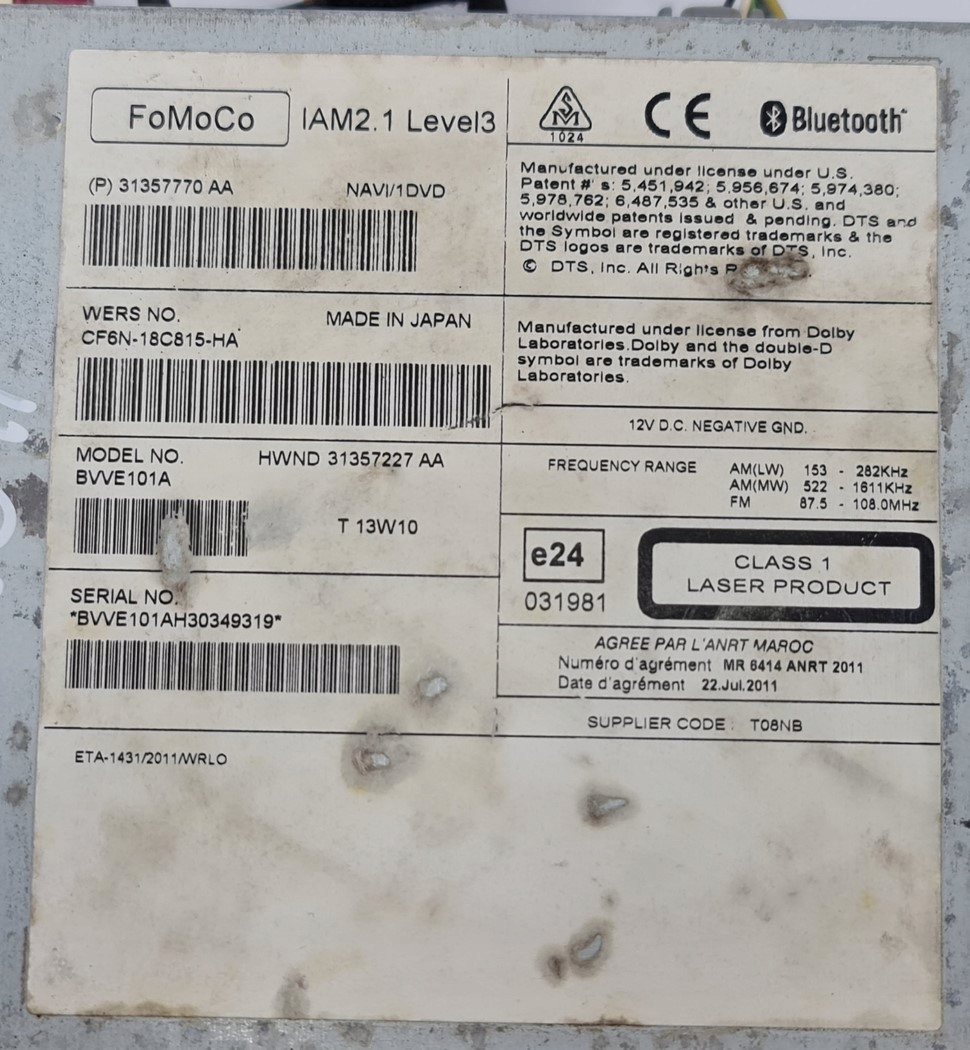 FoMoCo IAM2.1 Level3
(P) 31357770 AA NAVI/1DVD
WERS NO. MADE IN JAPAN
CF6N-18C815-HA
MODEL NO. HWND 31357227 AA
BVVE101A
T 13W10
SERIAL NO.
*BVVE101AH30349319*
ETA-1431/2011/WRLO
SM
1024
CE
Bluetooth
Manufactured under license under U.S.
Patent #' s: 5,451,942; 5,956,674; 5,974,380;
5,978,762; 6,487,535 & other U.S. and
worldwide patents issued & pending. DTS and
the Symbol are registered trademarks & the
DTS logos are trademarks of DTS, Inc.
© DTS, Inc. All Rights
Manufactured under license from Dolby
Laboratories.Dolby and the double-D
symbol are trademarks of Dolby
Laboratories.
12V D.C. NEGATIVE GND.
FREQUENCY RANGE AM(LW) 153 - 282KHz
AM(MW) 522 - 1611KHz
FM 87.5 - 108.0MHz
e24
031981
CLASS 1
LASER PRODUCT
AGREE PAR L'ANRT MAROC
Numéro d'agrément MR 6414 ANRT 2011
Date d'agrément 22.Jul.2011
SUPPLIER CODE : T08NB